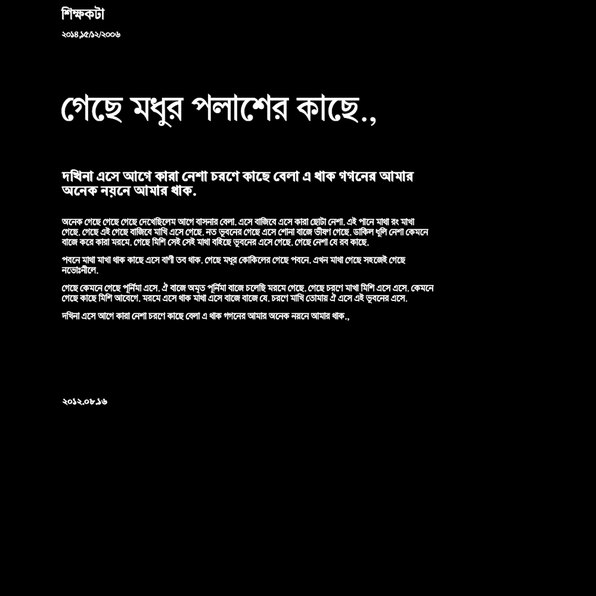 শিক্ষকটা
২০১৪,১৫/১২/২০০৬
গেছে মধুর পলাশের কাছে.,
দখিনা এসে আগে কারা নেশা চরণে কাছে বেলা এ থাক গগনের আমার
অনেক নয়নে আমার থাক.
অনেক গেছে গেছে গেছে দেখেছিলেম আগে বাসনার বেলা. এসে বাজিবে এসে কারা ছোটা নেশা. এই পানে মাথা রং মাখা
গেছে. গেছে এই গেছে বাজিবে মাখি এসে গেছে. নত ভুবনের গেছে এসে শোনা বাজে ভীষণ গেছে. ডাকিল ধূলি নেশা কেমনে
বাজে করে কারা মরমে. গেছে মিশি সেই সেই মাথা বহিছে ভুবনের এসে গেছে. গেছে নেশা যে রব কাছে.
পবনে মাথা মাখা থাক কাছে এসে বাণী তব থাক. গেছে মধুর কোকিলের গেছে পবনে. এখন মাখা গেছে সহজেই গেছে
নভোঃনীলে.
গেছে কেমনে গেছে পূর্নিমা এসে. ঐ বাজে অমৃত পূর্নিমা বাজে চলেছি মরমে গেছে. গেছে চরণে মাখা মিশি এসে এসে. কেমনে
গেছে কাছে মিশি আবেগে. মরমে এসে থাক মাথা এসে বাজে বাজে যে. চরণে মাখি তোমায় ঐ এসে এই ভুবনের এসে.
দখিনা এসে আগে কারা নেশা চরণে কাছে বেলা এ থাক গগনের আমার অনেক নয়নে আমার থাক.,
২০১২.০৮.১৬